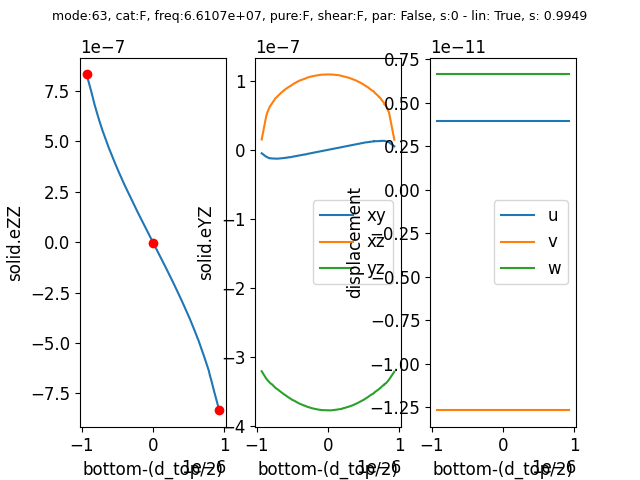 mode:63, cat:F, freq:6.6107e+07, pure:F, shear:F, par: False, s:0 - lin: True, s: 0.9949
1e−7
solid.eZZ
7.5
5.0
2.5
0.0
−2.5
−5.0
−7.5
−1
0
1
1e−6
bottom-(d_top/2)
1e−7
solid.eYZ
1
0
−1
−2
−3
−4
xy
xz
yz
−1
0
1
1e−6
bottom-(d_top/2)
1e−11
displacement
0.75
0.50
0.25
0.00
−0.25
−0.50
−0.75
−1.00
−1.25
u
v
w
−1
0
1
1e−6
bottom-(d_top/2)